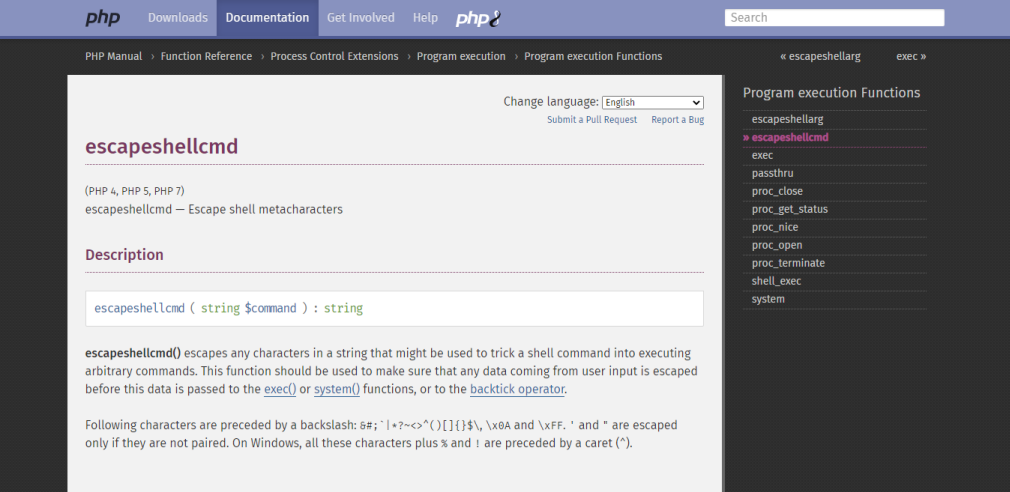 php Downloads Documentation Get Involved Help php8 Search
PHP Manual › Function Reference › Process Control Extensions › Program execution › Program execution Functions « escapeshellarg exec »
Change language: English
Submit a Pull Request Report a Bug
escapeshellcmd
(PHP 4, PHP 5, PHP 7)
escapeshellcmd — Escape shell metacharacters
Description
escapeshellcmd ( string $command ) : string
escapeshellcmd() escapes any characters in a string that might be used to trick a shell command into executing
arbitrary commands. This function should be used to make sure that any data coming from user input is escaped
before this data is passed to the exec() or system() functions, or to the backtick operator.
Following characters are preceded by a backslash: &#;`|*?~<>^()[]{}$\, \x0A and \xFF. ' and " are escaped
only if they are not paired. On Windows, all these characters plus % and ! are preceded by a caret (^).
Program execution Functions
escapeshellarg
» escapeshellcmd
exec
passthru
proc_close
proc_get_status
proc_nice
proc_open
proc_terminate
shell_exec
system